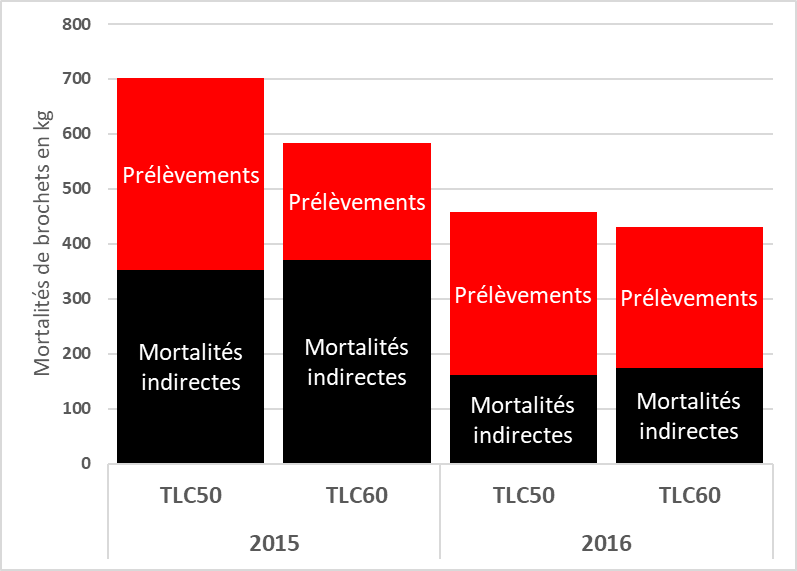 Mortalités de brochets en kg
800
700
600
500
400
300
200
100
0
Prélèvements
Mortalités
indirectes
Prélèvements
Mortalités
indirectes
Prélèvements
Mortalités
indirectes
Prélèvements
Mortalités
indirectes
TLC50
TLC60
TLC50
TLC60
2015
2016